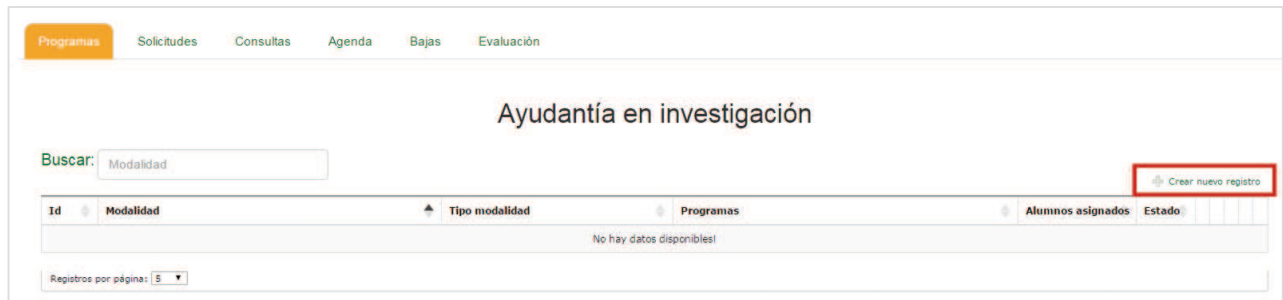 Programas Solicitudes Consultas Agenda Bajas Evaluación
Ayudantía en investigación
Buscar: Modalidad
Crear nuevo registro
Id Modalidad Tipo modalidad Programas Alumnos asignados Estado
No hay datos disponibles!
Registros por página: 5